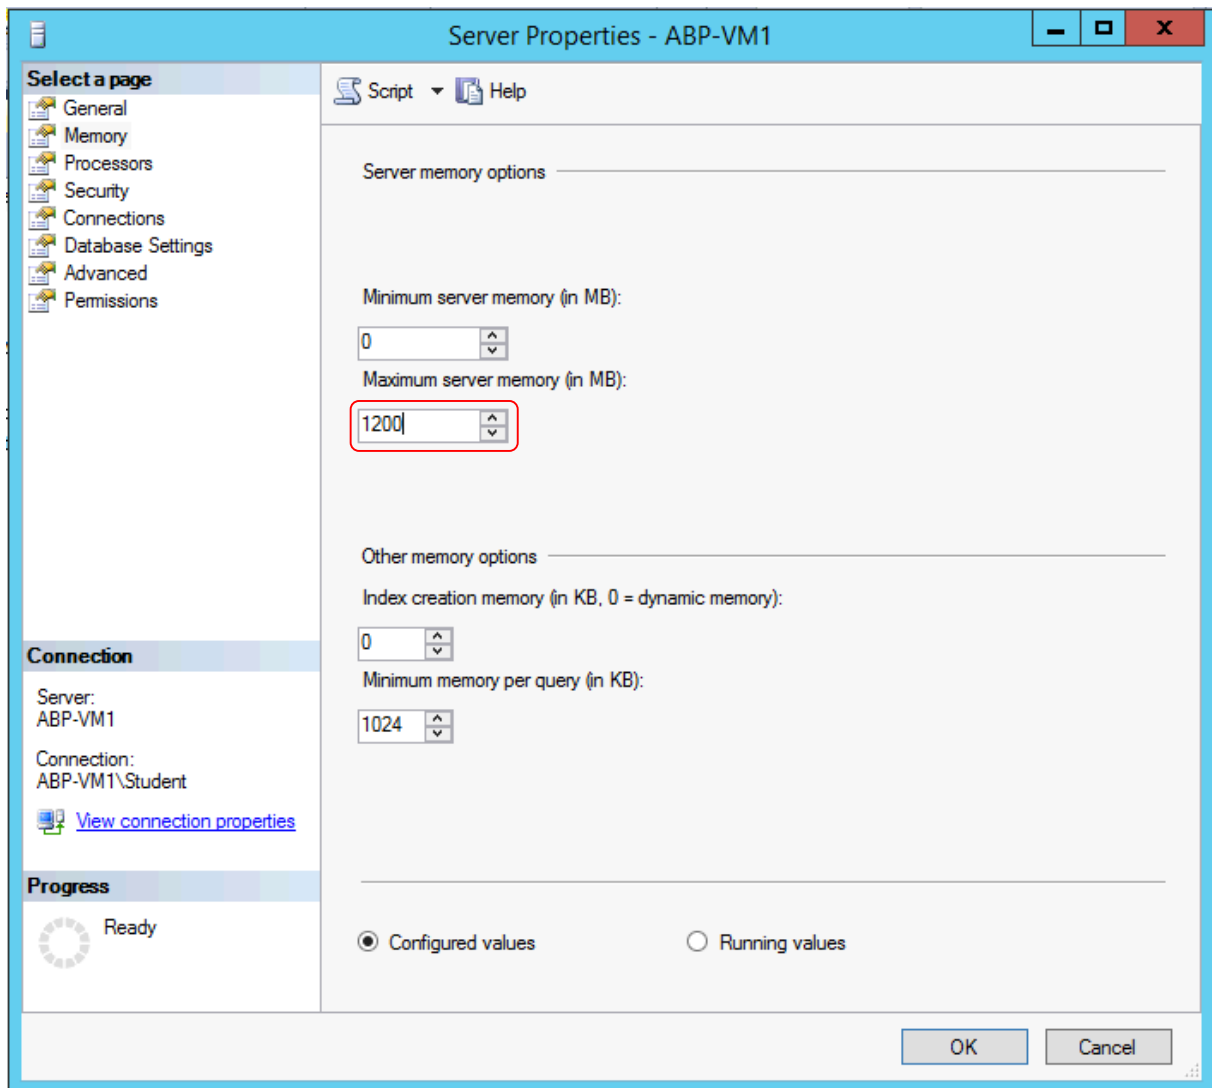 Server Properties - ABP-VM1
Select a page
General
Memory
Processors
Security
Connections
Database Settings
Advanced
Permissions
Connection
Server:
ABP-VM1
Connection:
ABP-VM1\Student
View connection properties
Progress
Ready
Script Help
Server memory options
Minimum server memory (in MB):
0
Maximum server memory (in MB):
1200
Other memory options
Index creation memory (in KB, 0 = dynamic memory):
0
Minimum memory per query (in KB):
1024
Configured values Running values
OK Cancel